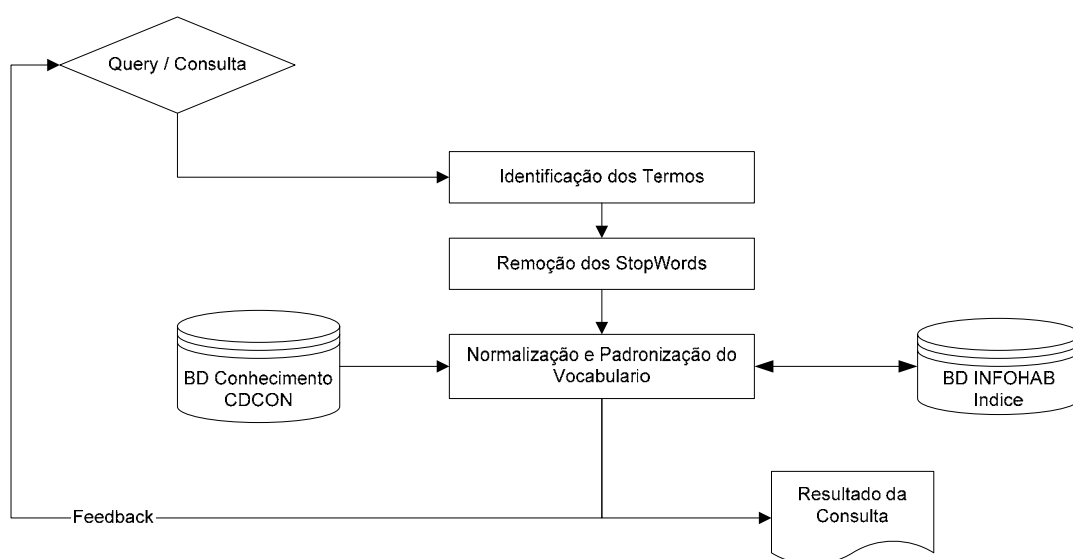 Query / Consulta
Identificação dos Termos
Remoção dos StopWords
Normalização e Padronização do
Vocabulario
BD Conhecimento
CDCON
BD INFOHAB
Indice
Feedback
Resultado da
Consulta